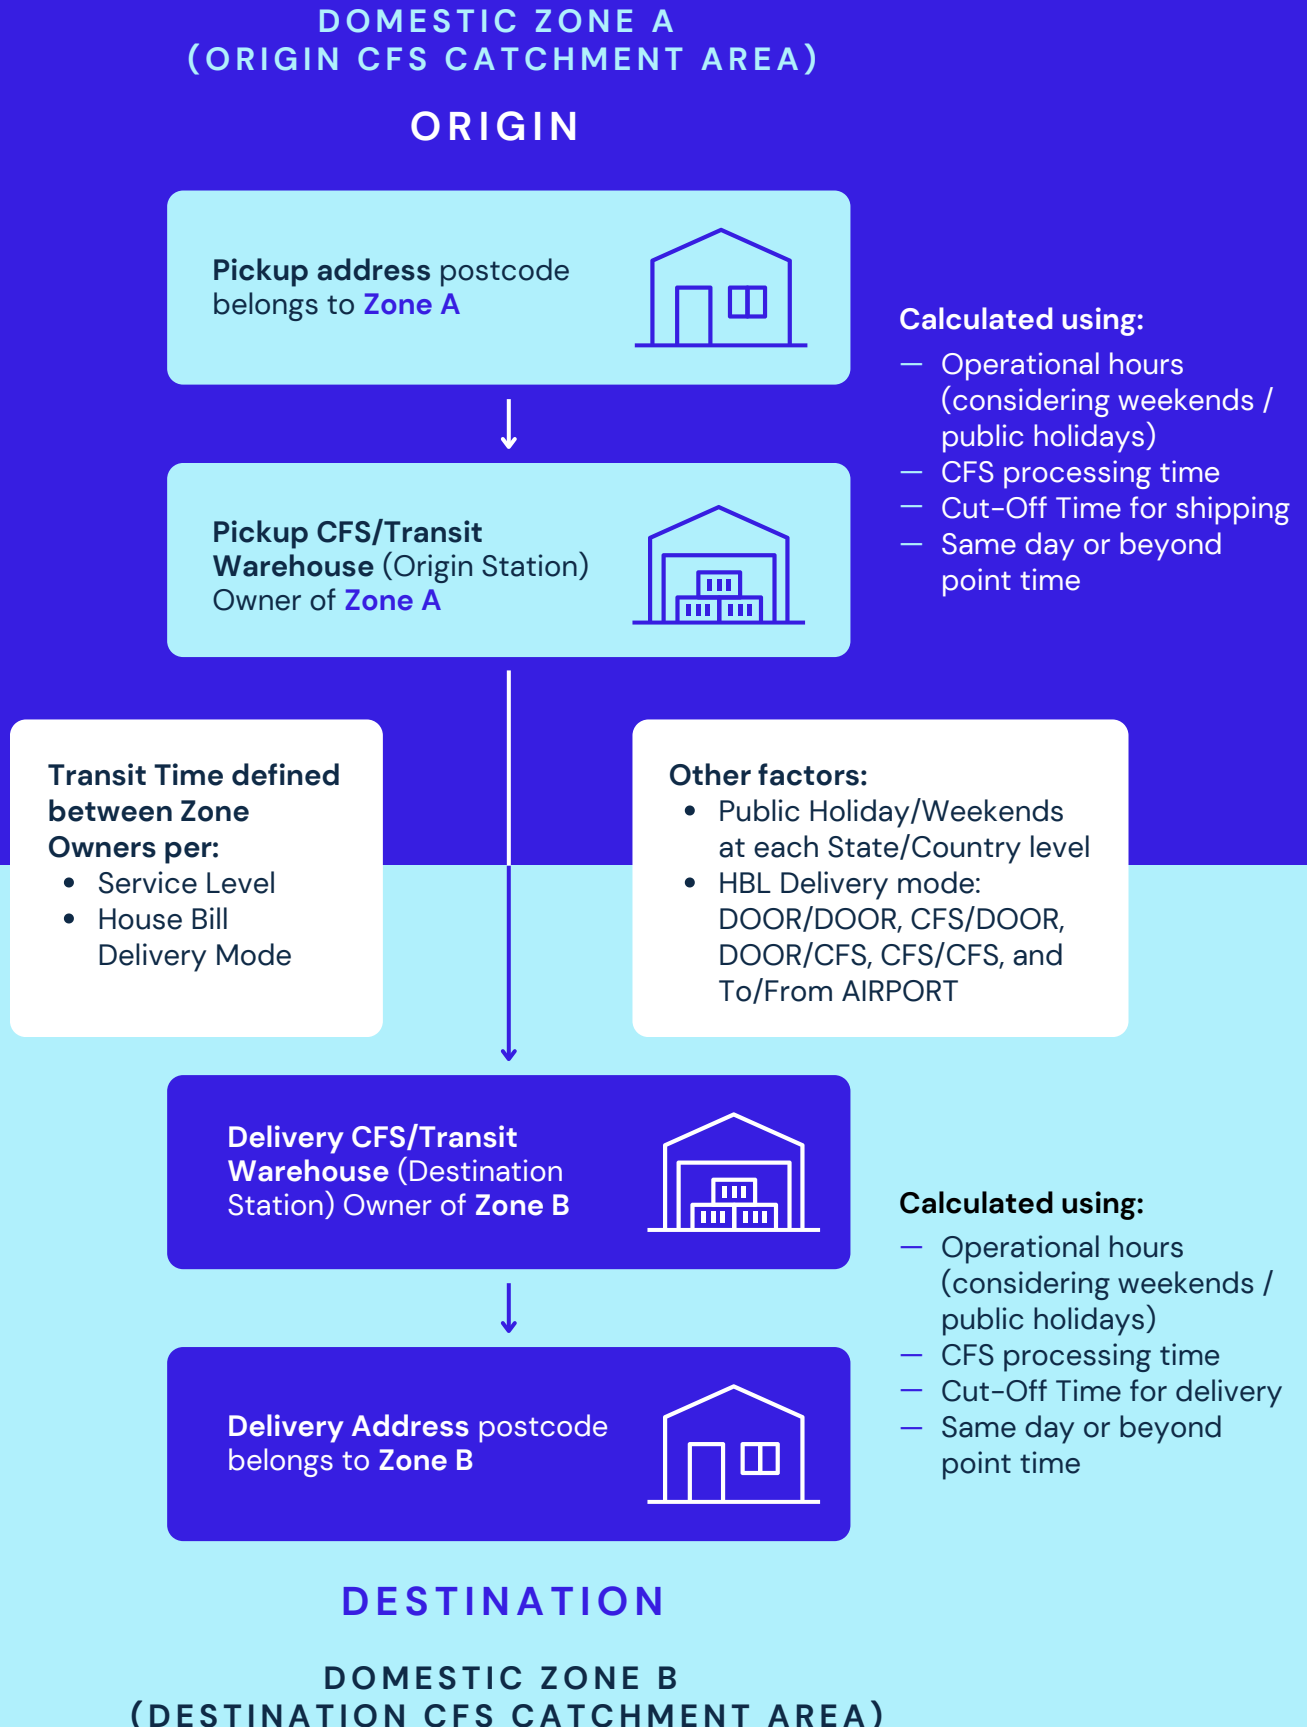 DOMESTIC ZONE A
(ORIGIN CFS CATCHMENT AREA)
ORIGIN
Pickup address postcode
belongs to Zone A
Calculated using:
— Operational hours
(considering weekends /
public holidays)
— CFS processing time
— Cut-Off Time for shipping
— Same day or beyond
point time
Pickup CFS/Transit
Warehouse (Origin Station)
Owner of Zone A
Transit Time defined
between Zone
Owners per:
• Service Level
• House Bill
Delivery Mode
Other factors:
• Public Holiday/Weekends
at each State/Country level
• HBL Delivery mode:
DOOR/DOOR, CFS/DOOR,
DOOR/CFS, CFS/CFS, and
To/From AIRPORT
Delivery CFS/Transit
Warehouse (Destination
Station) Owner of Zone B
Calculated using:
— Operational hours
(considering weekends /
public holidays)
— CFS processing time
— Cut-Off Time for delivery
— Same day or beyond
point time
Delivery Address postcode
belongs to Zone B
DESTINATION
DOMESTIC ZONE B
(DESTINATION CFS CATCHMENT AREA)